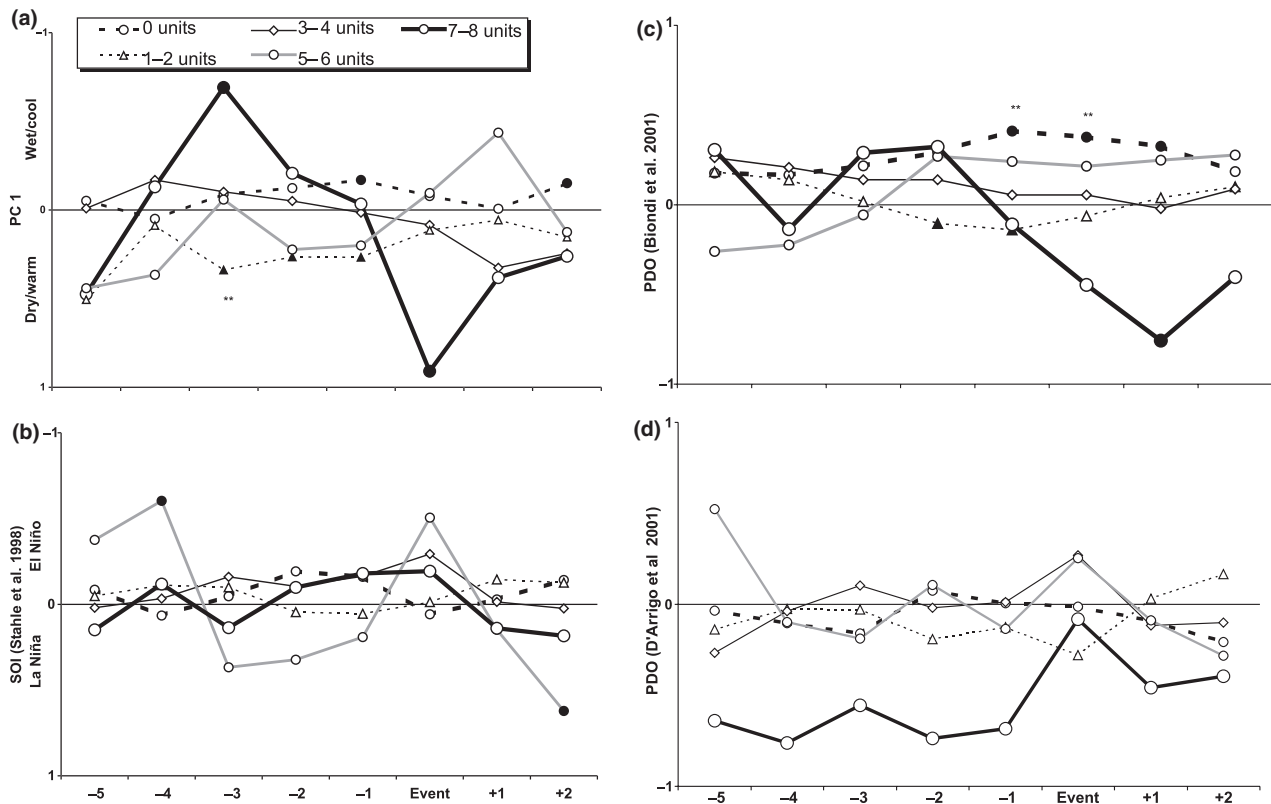 (a)
–1
0 units
3–4 units
7–8 units
1–2 units
5–6 units
Wet/cool
PC 1
0
Dry/warm
**
1
(b)
–1
El Niño
SOI (Stahle et al. 1998)
0
La Niña
1
–5 –4 –3 –2 –1 Event +1 +2
(c)
1
** **
PDO (Biondi et al. 2001)
0
–1
(d)
1
PDO (D'Arrigo et al 2001)
0
–1
–5 –4 –3 –2 –1 Event +1 +2